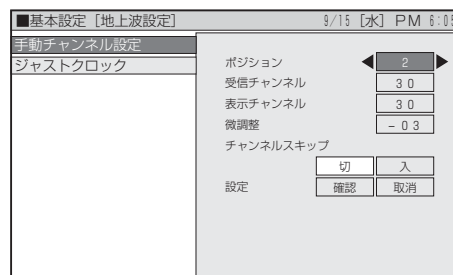 ■基本設定［地上波設定］ 9/15［水］PM 6:05
手動チャンネル設定
ジャストクロック
ポジション ◀ 2 ▶
受信チャンネル 30
表示チャンネル 30
微調整 －03
チャンネルスキップ
切 入
設定 確認 取消